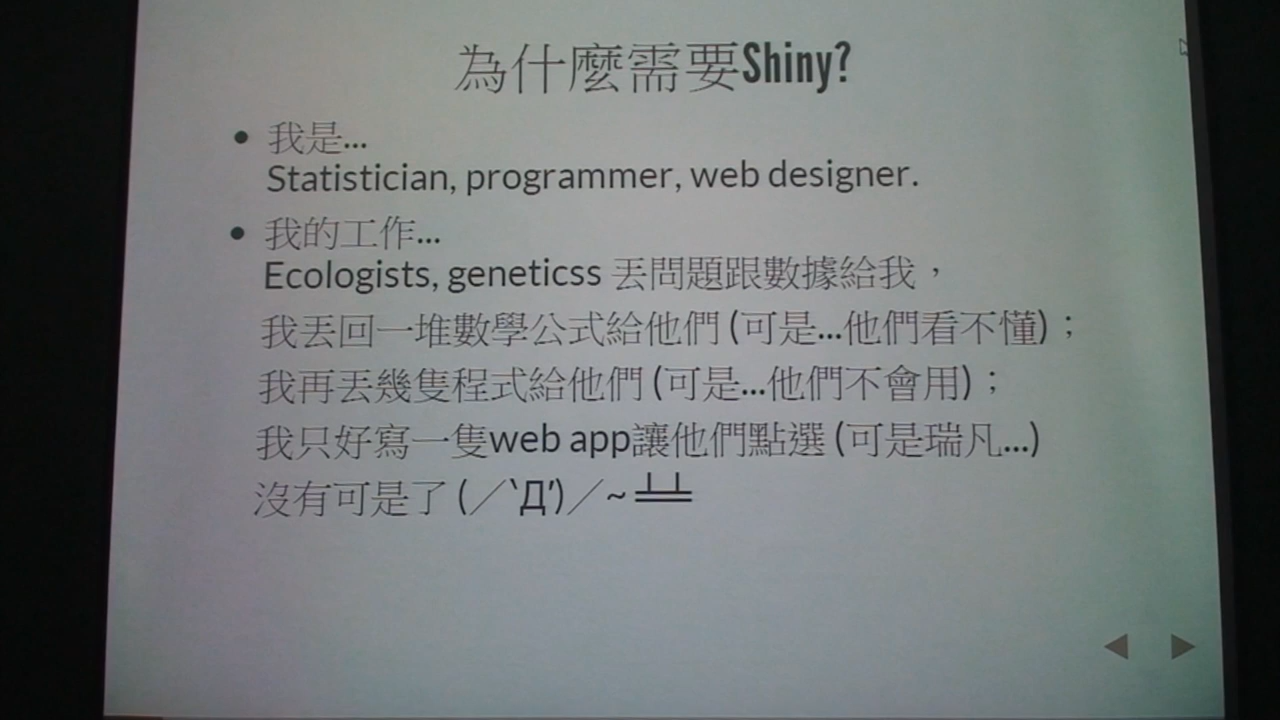 為什麼需要Shiny?
• 我是...
Statistician, programmer, web designer.
• 我的工作...
Ecologists, geneticss 丟問題跟數據給我，
我丟回一堆數學公式給他們 (可是...他們看不懂)；
我再丟幾隻程式給他們 (可是...他們不會用)；
我只好寫一隻web app讓他們點選 (可是瑞凡...)
沒有可是了 (／‵Д′)／~ ╧╧